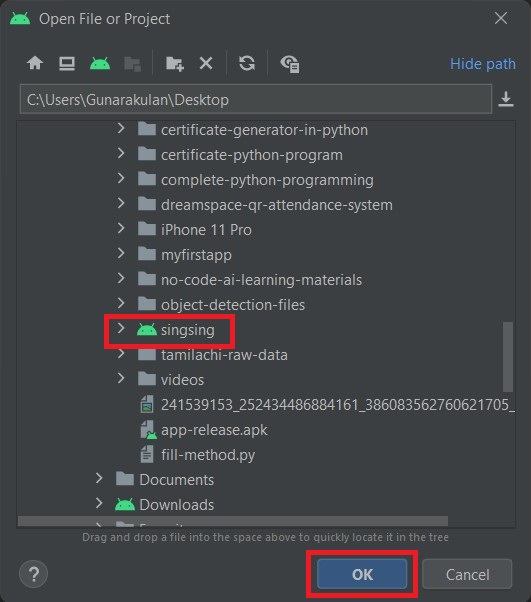 Open File or Project
Hide path
C:\Users\Gunarakulan\Desktop
certificate-generator-in-python
certificate-python-program
complete-python-programming
dreamspace-qr-attendance-system
iPhone 11 Pro
myfirstapp
no-code-ai-learning-materials
object-detection-files
singsing
tamilachi-raw-data
videos
241539153_252434486884161_386083562760621705_
app-release.apk
fill-method.py
Documents
Downloads
Drag and drop a file into the space above to quickly locate it in the tree
? OK Cancel